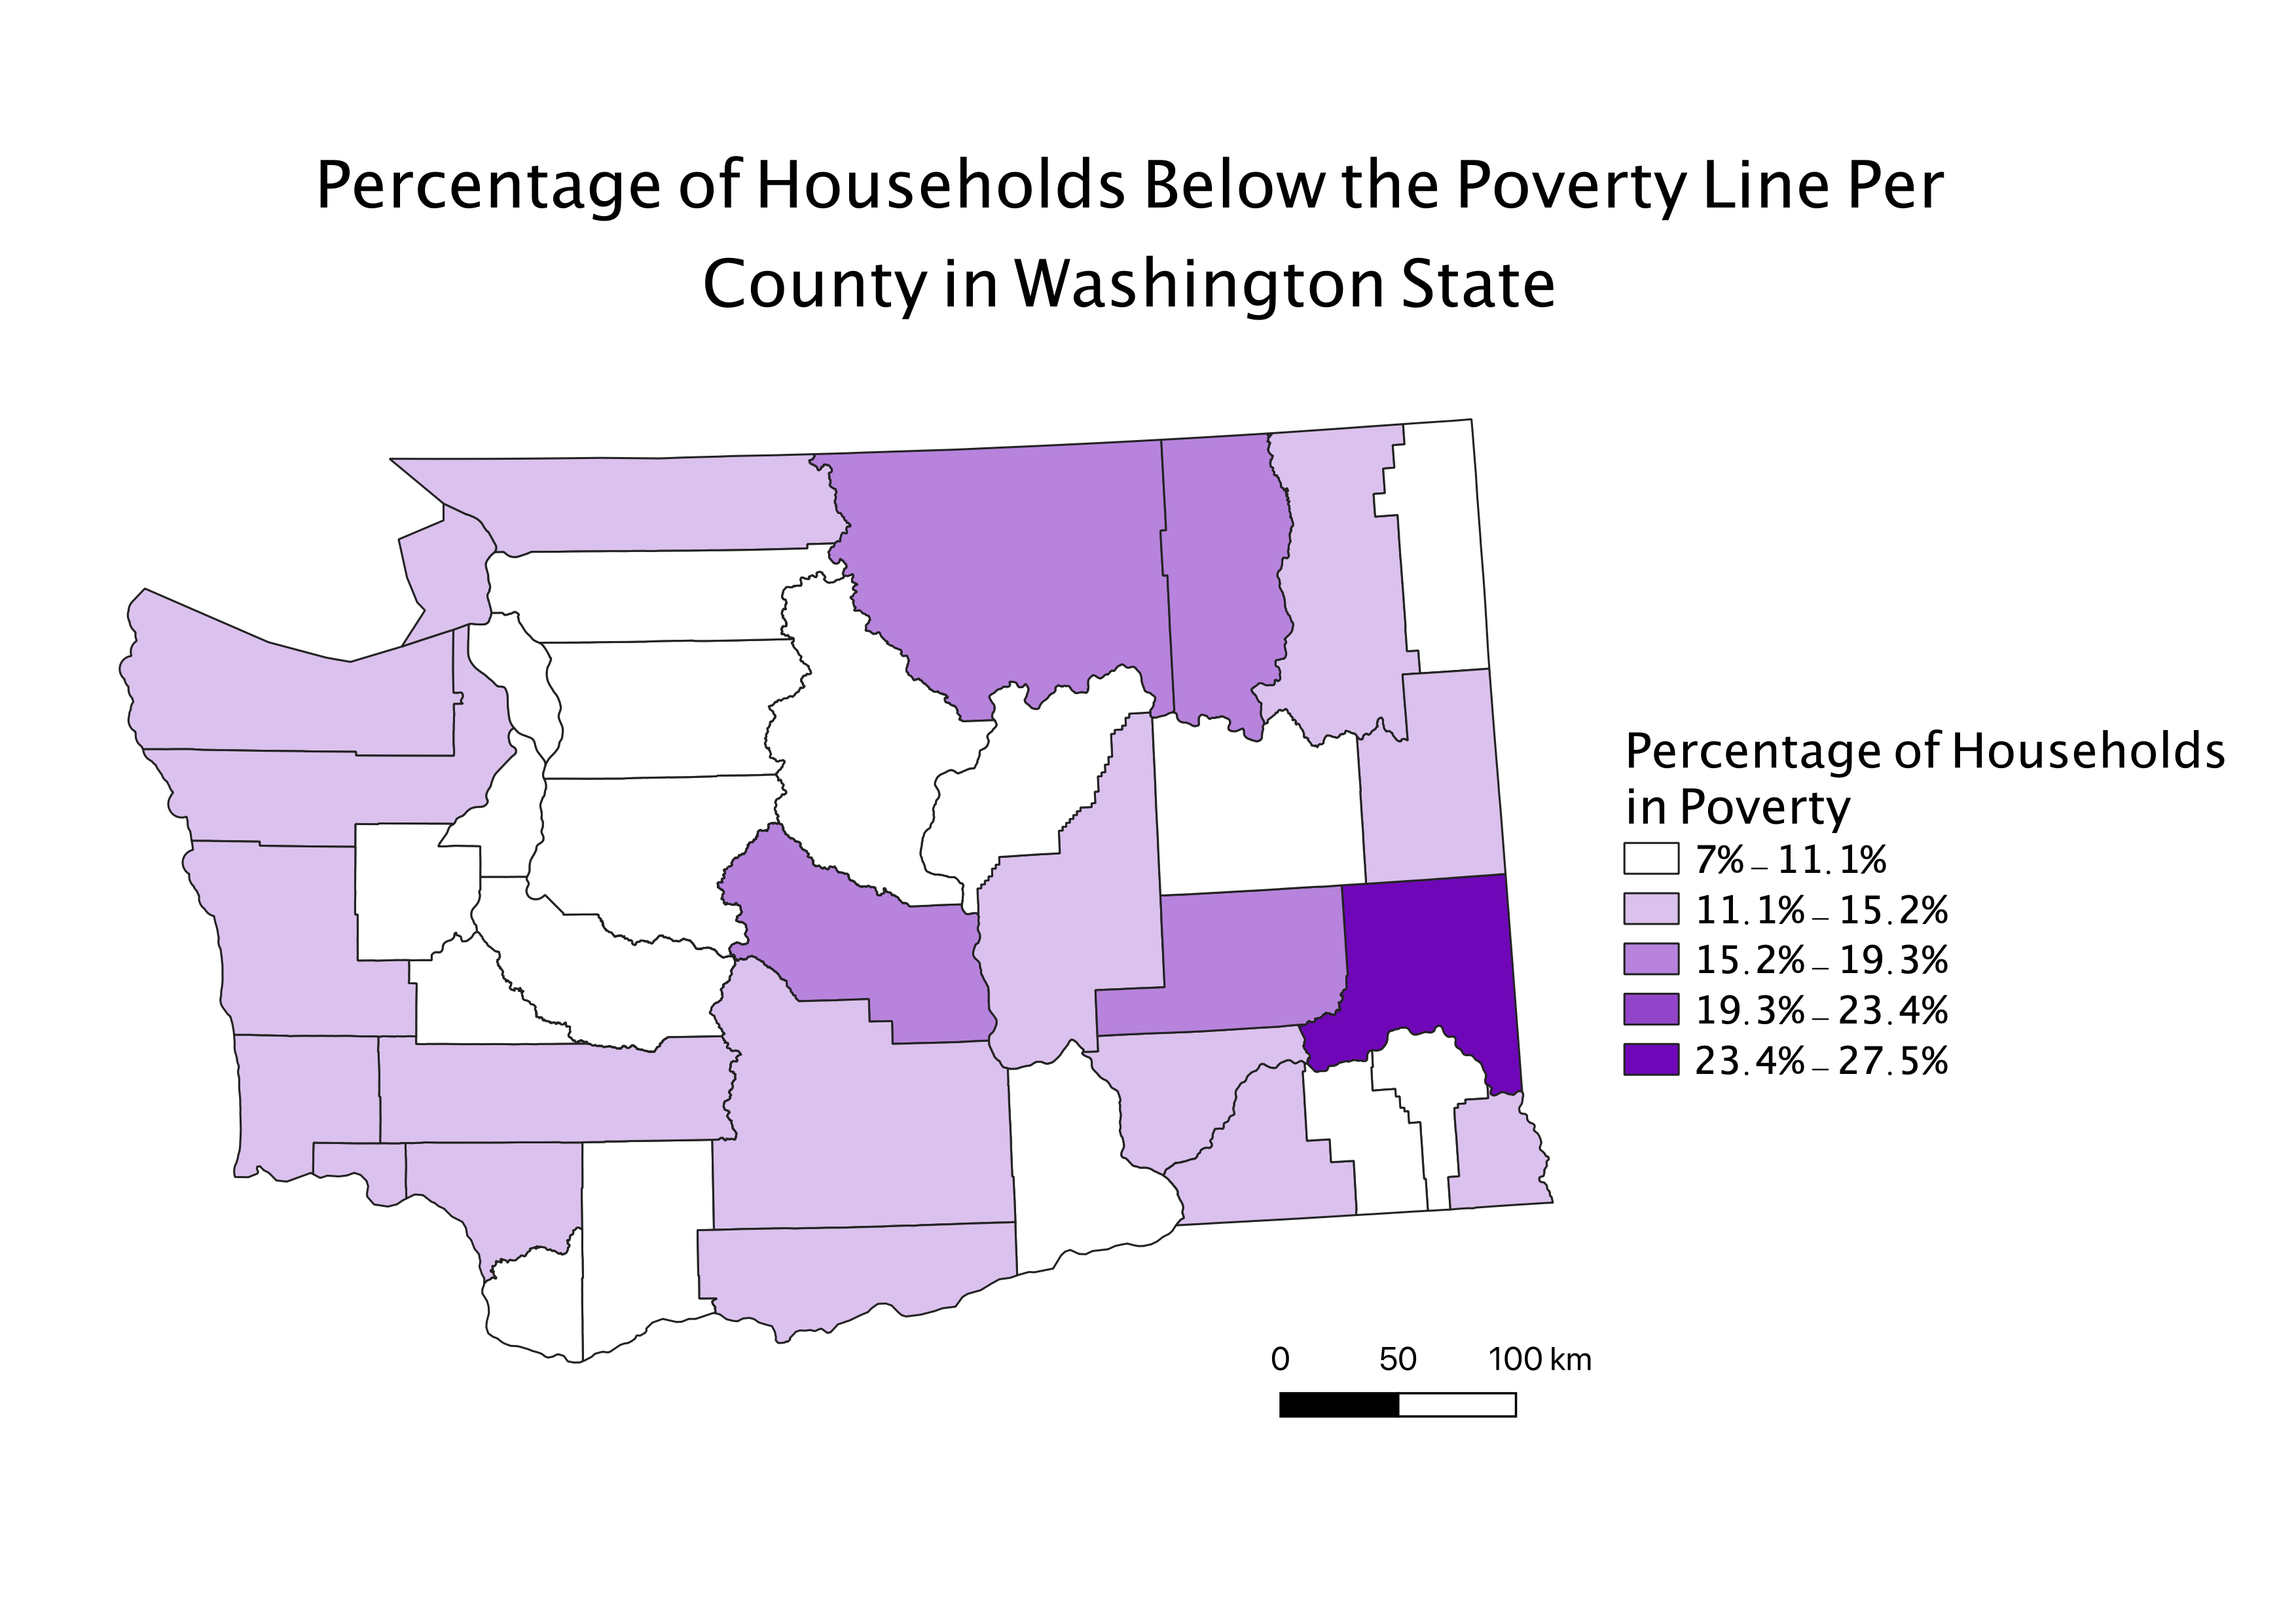 Percentage of Households Below the Poverty Line Per
County in Washington State
Percentage of Households
in Poverty
7% – 11.1%
11.1% – 15.2%
15.2% – 19.3%
19.3% – 23.4%
23.4% – 27.5%
0 50 100 km